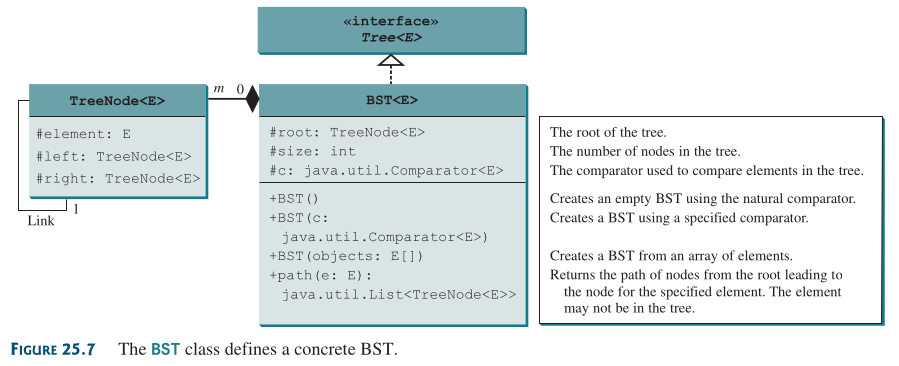 «interface»
Tree<E>
m 0
TreeNode<E>
#element: E
#left: TreeNode<E>
#right: TreeNode<E>
1
Link
BST<E>
#root: TreeNode<E>
#size: int
#c: java.util.Comparator<E>
+BST()
+BST(c:
java.util.Comparator<E>)
+BST(objects: E[])
+path(e: E):
java.util.List<TreeNode<E>>
The root of the tree.
The number of nodes in the tree.
The comparator used to compare elements in the tree.
Creates an empty BST using the natural comparator.
Creates a BST using a specified comparator.
Creates a BST from an array of elements.
Returns the path of nodes from the root leading to
the node for the specified element. The element
may not be in the tree.
FIGURE 25.7 The BST class defines a concrete BST.